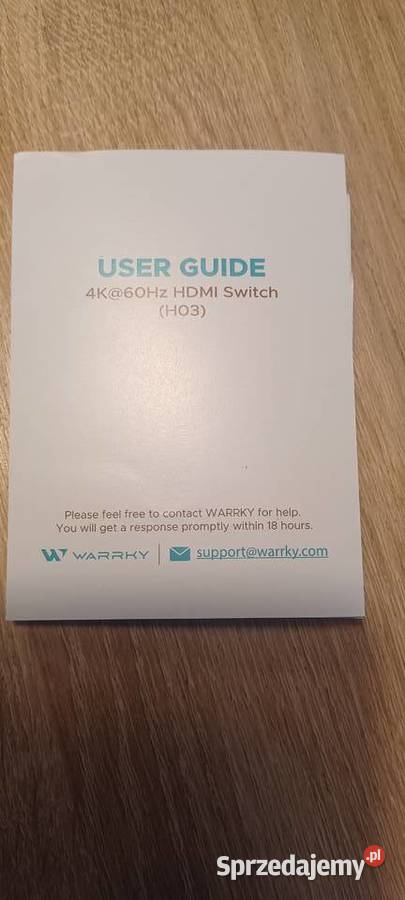 USER GUIDE
4K@60Hz HDMI Switch
(H03)
Please feel free to contact WARRKY for help.
You will get a response promptly within 18 hours.
WARRKY | support@warrky.com
Sprzedajemy.pl